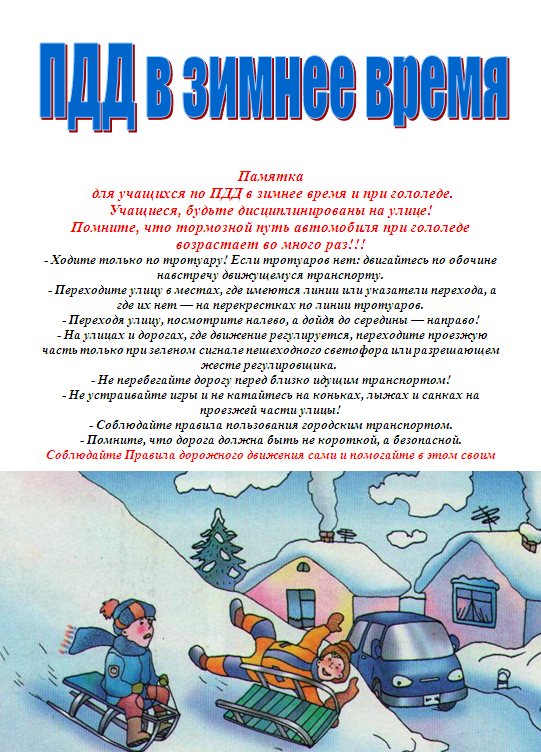 ПДД в зимнее время
Памятка
для учащихся по ПДД в зимнее время и при гололеде.
Учащиеся, будьте дисциплинированы на улице!
Помните, что тормозной путь автомобиля при гололеде
возрастает во много раз!!!
- Ходите только по тротуару! Если тротуаров нет: двигайтесь по обочине
навстречу движущемуся транспорту.
- Переходите улицу в местах, где имеются линии или указатели перехода, а
где их нет — на перекрестках по линии тротуаров.
- Переходя улицу, посмотрите налево, а дойдя до середины — направо!
- На улицах и дорогах, где движение регулируется, переходите проезжую
часть только при зеленом сигнале пешеходного светофора или разрешающем
жесте регулировщика.
- Не перебегайте дорогу перед близко идущим транспортом!
- Не устраивайте игры и не катайтесь на коньках, лыжах и санках на
проезжей части улицы!
- Соблюдайте правила пользования городским транспортом.
- Помните, что дорога должна быть не короткой, а безопасной.
Соблюдайте Правила дорожного движения сами и помогайте в этом своим